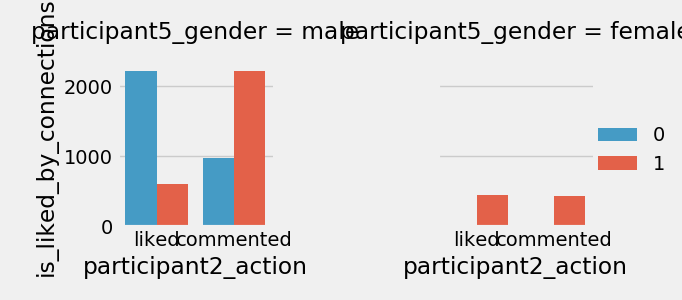 participant5_gender = male
participant5_gender = female
is_liked_by_connections
2000
1000
0
liked
commented
liked
commented
participant2_action
participant2_action
0
1